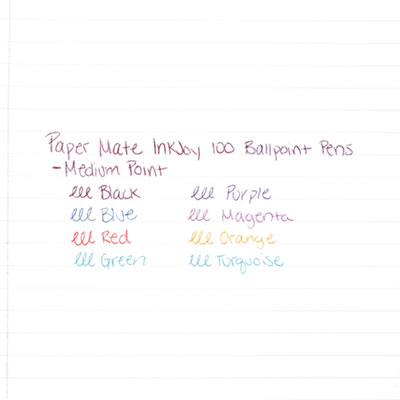 Paper Mate InkJoy 100 Ballpoint Pens
- Medium Point
lll Black lll Purple
lll Blue lll Magenta
lll Red lll Orange
lll Green lll Turquoise